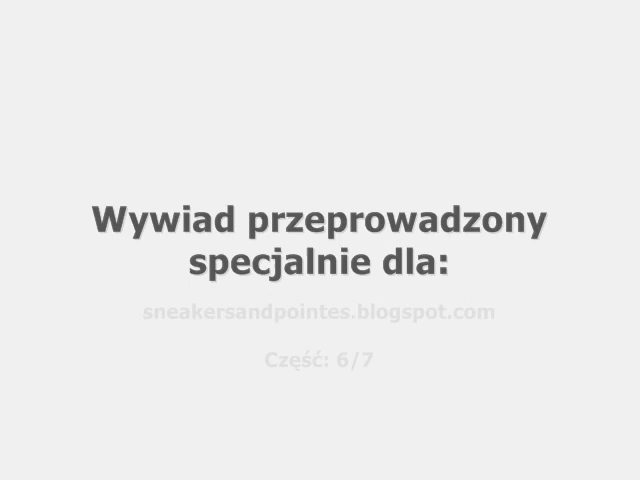 Wywiad przeprowadzony
specjalnie dla:
sneakersandpointes.blogspot.com
Część: 6/7